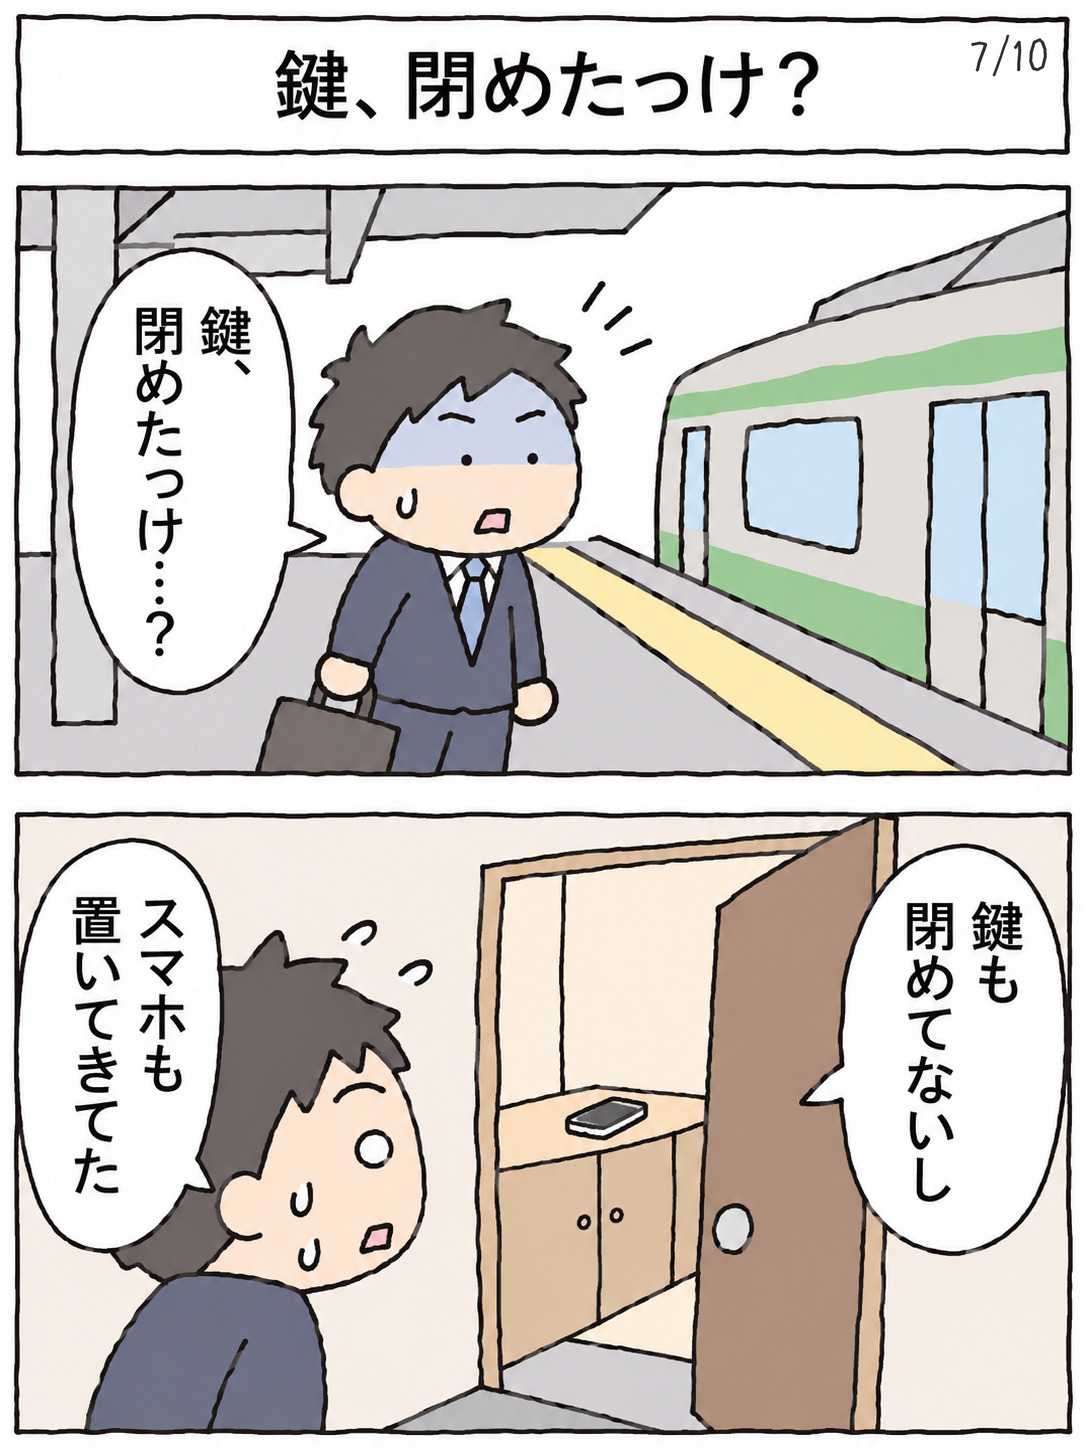 鍵、閉めたっけ？
7/10
鍵、
閉めたっけ…？
鍵も
閉めてないし
スマホも
置いてきてた